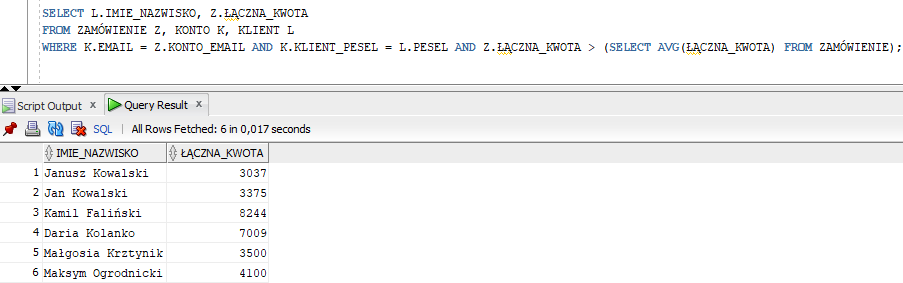 SELECT L.IMIE_NAZWISKO, Z.ŁĄCZNA_KWOTA
FROM ZAMÓWIENIE Z, KONTO K, KLIENT L
WHERE K.EMAIL = Z.KONTO_EMAIL AND K.KLIENT_PESEL = L.PESEL AND Z.ŁĄCZNA_KWOTA > (SELECT AVG(ŁĄCZNA_KWOTA) FROM ZAMÓWIENIE);
Script Output x Query Result x
SQL | All Rows Fetched: 6 in 0,017 seconds
IMIE_NAZWISKO ŁĄCZNA_KWOTA
1 Janusz Kowalski 3037
2 Jan Kowalski 3375
3 Kamil Faliński 8244
4 Daria Kolanko 7009
5 Małgosia Krztynik 3500
6 Maksym Ogrodnicki 4100